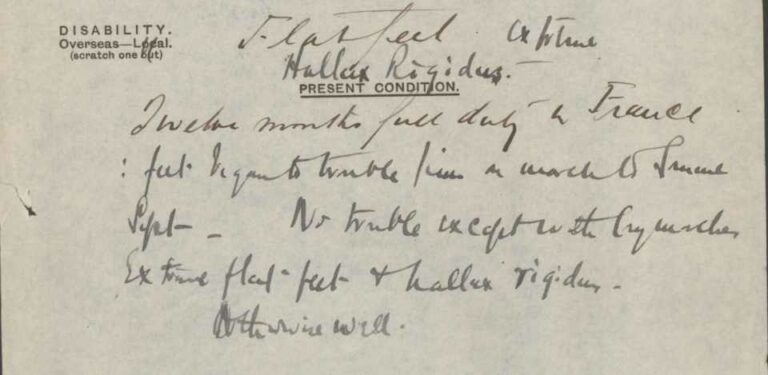 DISABILITY.
Overseas—Local.
(scratch one out)
Flat feet extreme
Hallux Rigidus.
PRESENT CONDITION.
Twelve months full duty in France
: feet began to trouble him on march to Somme
Sept — No trouble except with long marches
Extreme flat feet & hallux rigidus.
Otherwise well.